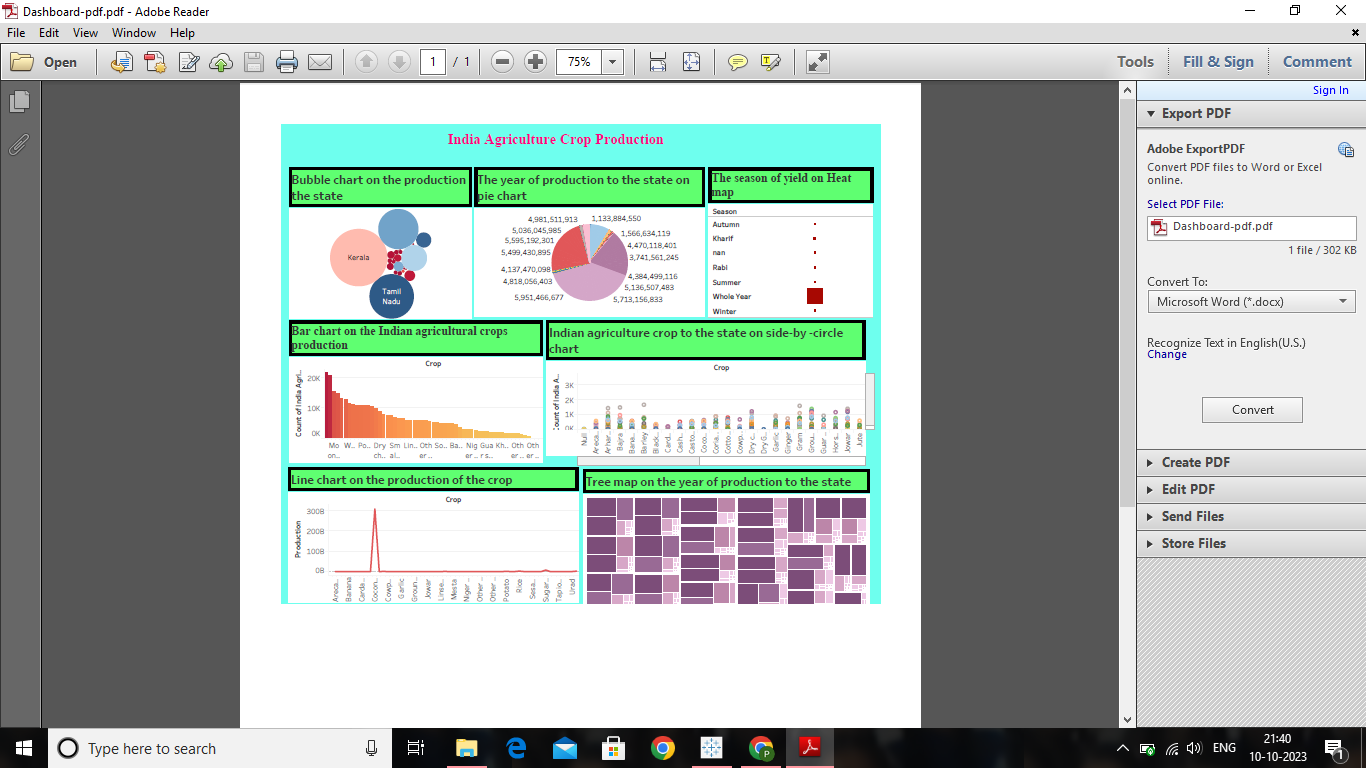 Dashboard-pdf.pdf - Adobe Reader
File Edit View Window Help
Open 1 / 1 75% Tools Fill & Sign Comment
Sign In
Export PDF
Adobe ExportPDF
Convert PDF files to Word or Excel
online.
Select PDF File:
Dashboard-pdf.pdf
1 file / 302 KB
Convert To:
Microsoft Word (*.docx)
Recognize Text in English(U.S.)
Change
Convert
Create PDF
Edit PDF
Send Files
Store Files
India Agriculture Crop Production
Bubble chart on the production
the state
Kerala
Tamil
Nadu
The year of production to the state on
pie chart
4,981,511,913
5,036,045,985
5,595,192,301
5,499,430,895
4,137,470,098
4,818,056,403
5,951,466,677
1,133,884,550
1,566,634,119
4,470,118,401
3,741,561,245
4,384,499,116
5,136,507,483
5,713,156,833
The season of yield on Heat
map
Season
Autumn
Kharif
nan
Rabi
Summer
Whole Year
Winter
Bar chart on the Indian agricultural crops
production
Crop
Count of India Agri..
20K
10K
0K
Mo on.. W.. Po.. Dry ch.. Sm al.. Lin.. Oth er .. So.. Ba.. Nig er .. Gua r s.. Kh.. Oth er .. Oth er ..
Indian agriculture crop to the state on side-by -circle
chart
Crop
Count of India A..
3K
2K
1K
0K
Null Areca.. Arhar.. Bajra Bana.. Barley Black.. Card.. Cash.. Casto.. Coco.. Coria.. Cotto.. Cowp.. Dry c.. Dry G.. Garlic Ginger Gram Grou.. Guar.. Hors.. Jowar Jute
Line chart on the production of the crop
Crop
Production
300B
200B
100B
0B
Areca.. Banana Carda.. Cocon.. Cowp.. Garlic Groun.. Jowar Linse.. Mesta Niger .. Other .. Other .. Potato Rice Sesa.. Sugar.. Tapio.. Urad
Tree map on the year of production to the state
Type here to search
ENG
21:40
10-10-2023
1